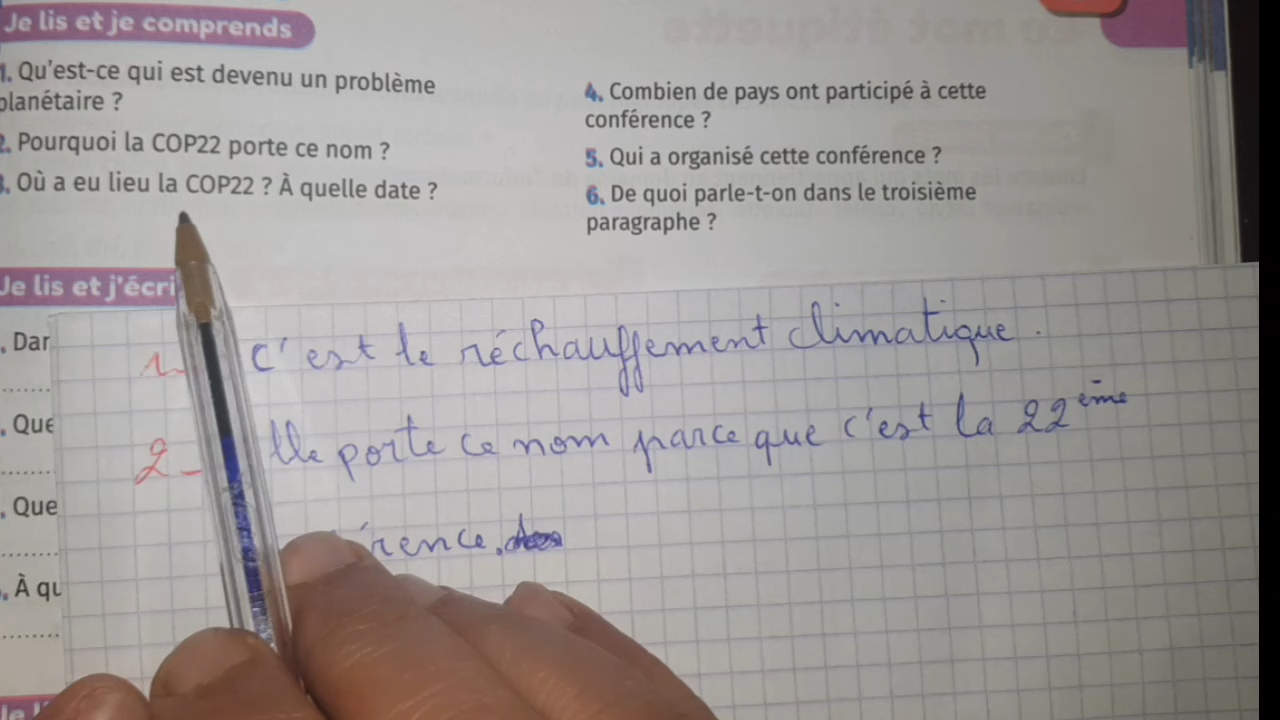 Je lis et je comprends
1. Qu'est-ce qui est devenu un problème
planétaire ?
2. Pourquoi la COP22 porte ce nom ?
3. Où a eu lieu la COP22 ? À quelle date ?
4. Combien de pays ont participé à cette
conférence ?
5. Qui a organisé cette conférence ?
6. De quoi parle-t-on dans le troisième
paragraphe ?
Je lis et j'écri
. Dar
. Que
. Que
. À qu
1- c'est le réchauffement climatique.
2- lle porte ce nom parce que c'est la 22ème
érence.